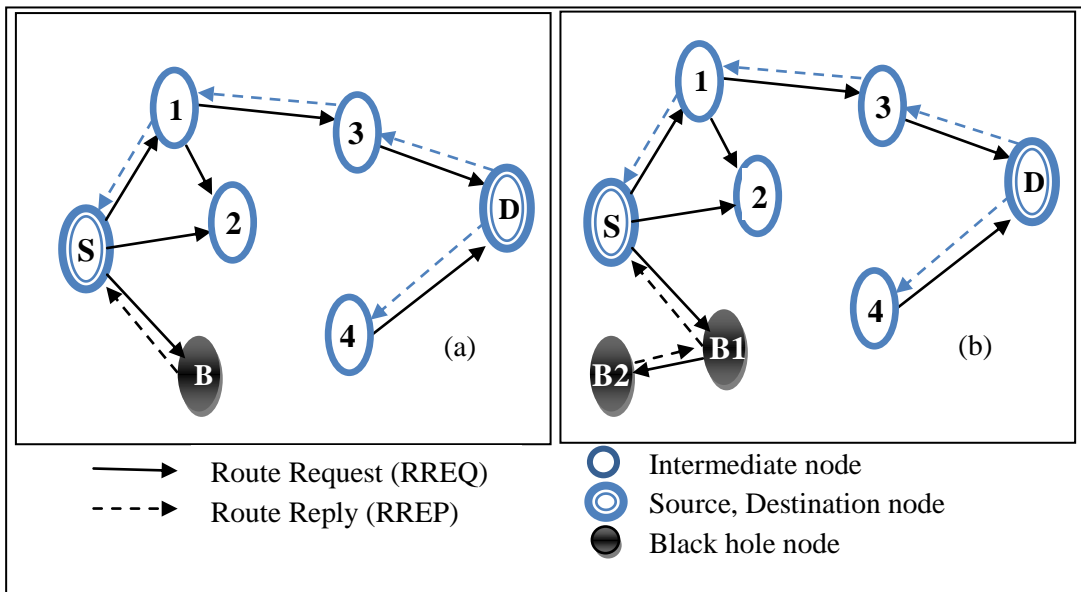 1
3
2
S
D
4
B
(a)
1
3
2
S
D
4
B1
B2
(b)
Route Request (RREQ)
Route Reply (RREP)
Intermediate node
Source, Destination node
Black hole node